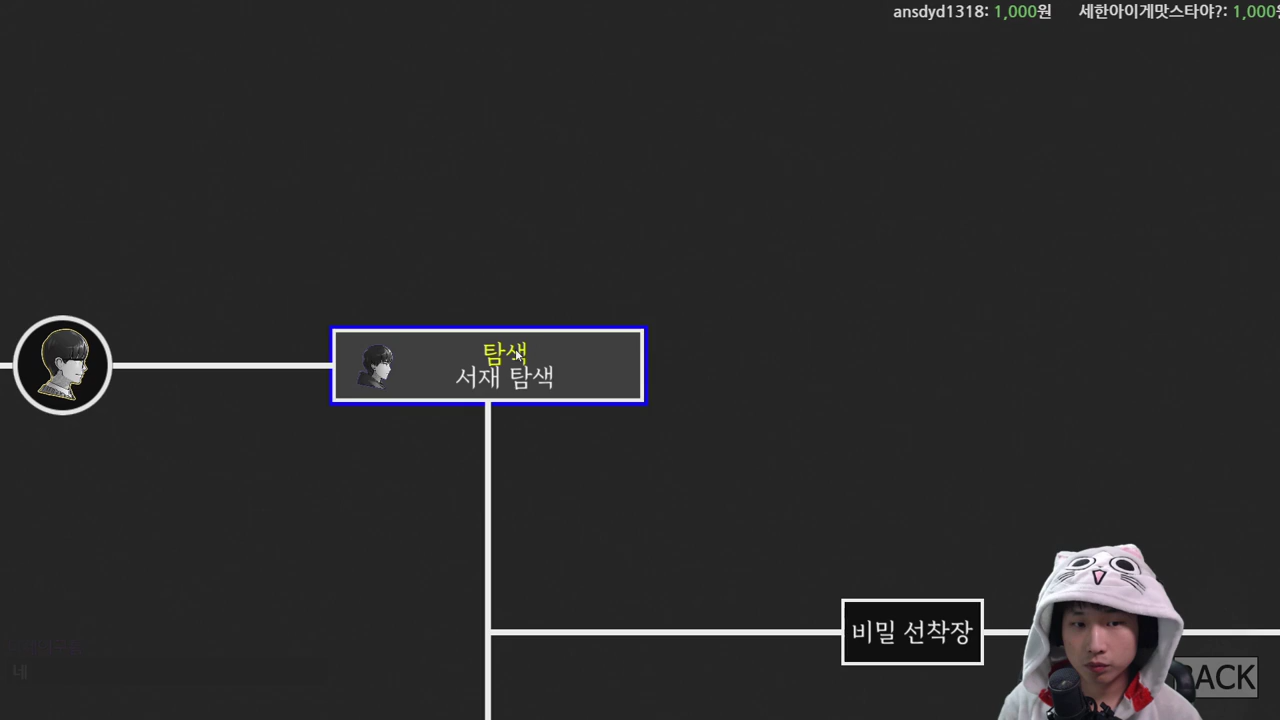 ansdyd1318: 1,000원 세한아이게맛스타야?: 1,000
탐색
서재 탐색
비밀 선착장
네
ACK